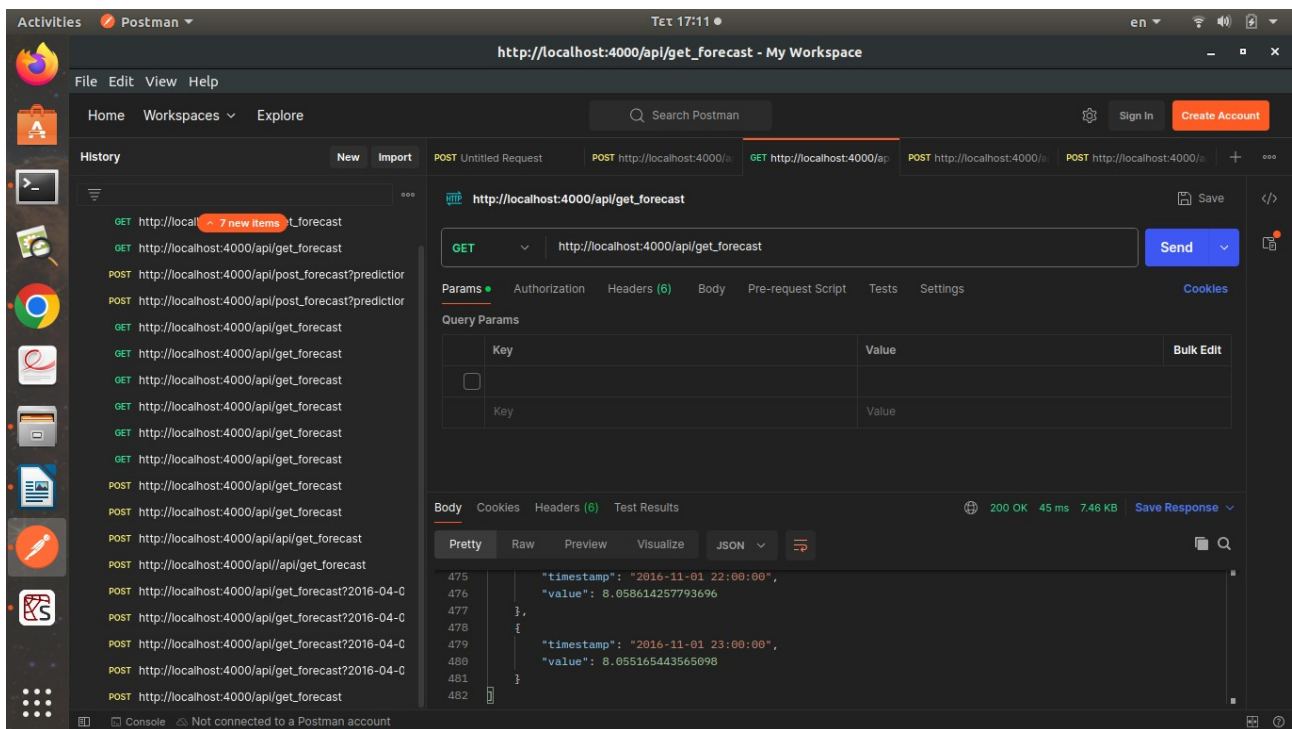 Activities Postman Τετ 17:11 en
http://localhost:4000/api/get_forecast - My Workspace
File Edit View Help
Home Workspaces Explore Search Postman Sign In Create Account
History New Import
POST Untitled Request POST http://localhost:4000/a GET http://localhost:4000/ap POST http://localhost:4000/a POST http://localhost:4000/a
HTTP http://localhost:4000/api/get_forecast Save </>
GET http://local 7 new items t_forecast
GET http://localhost:4000/api/get_forecast
POST http://localhost:4000/api/post_forecast?prediction
POST http://localhost:4000/api/post_forecast?prediction
GET http://localhost:4000/api/get_forecast
GET http://localhost:4000/api/get_forecast
GET http://localhost:4000/api/get_forecast
GET http://localhost:4000/api/get_forecast
GET http://localhost:4000/api/get_forecast
GET http://localhost:4000/api/get_forecast
POST http://localhost:4000/api/get_forecast
POST http://localhost:4000/api/get_forecast
POST http://localhost:4000/api/api/get_forecast
POST http://localhost:4000/api//api/get_forecast
POST http://localhost:4000/api/get_forecast?2016-04-0
POST http://localhost:4000/api/get_forecast?2016-04-0
POST http://localhost:4000/api/get_forecast?2016-04-0
POST http://localhost:4000/api/get_forecast?2016-04-0
POST http://localhost:4000/api/get_forecast
GET http://localhost:4000/api/get_forecast Send
Params Authorization Headers (6) Body Pre-request Script Tests Settings Cookies
Query Params
Key Value Bulk Edit
Key Value
Body Cookies Headers (6) Test Results 200 OK 45 ms 7.46 KB Save Response
Pretty Raw Preview Visualize JSON
475 "timestamp": "2016-11-01 22:00:00",
476 "value": 8.058614257793696
477 },
478 {
479 "timestamp": "2016-11-01 23:00:00",
480 "value": 8.055165443565098
481 }
482 ]
Console Not connected to a Postman account